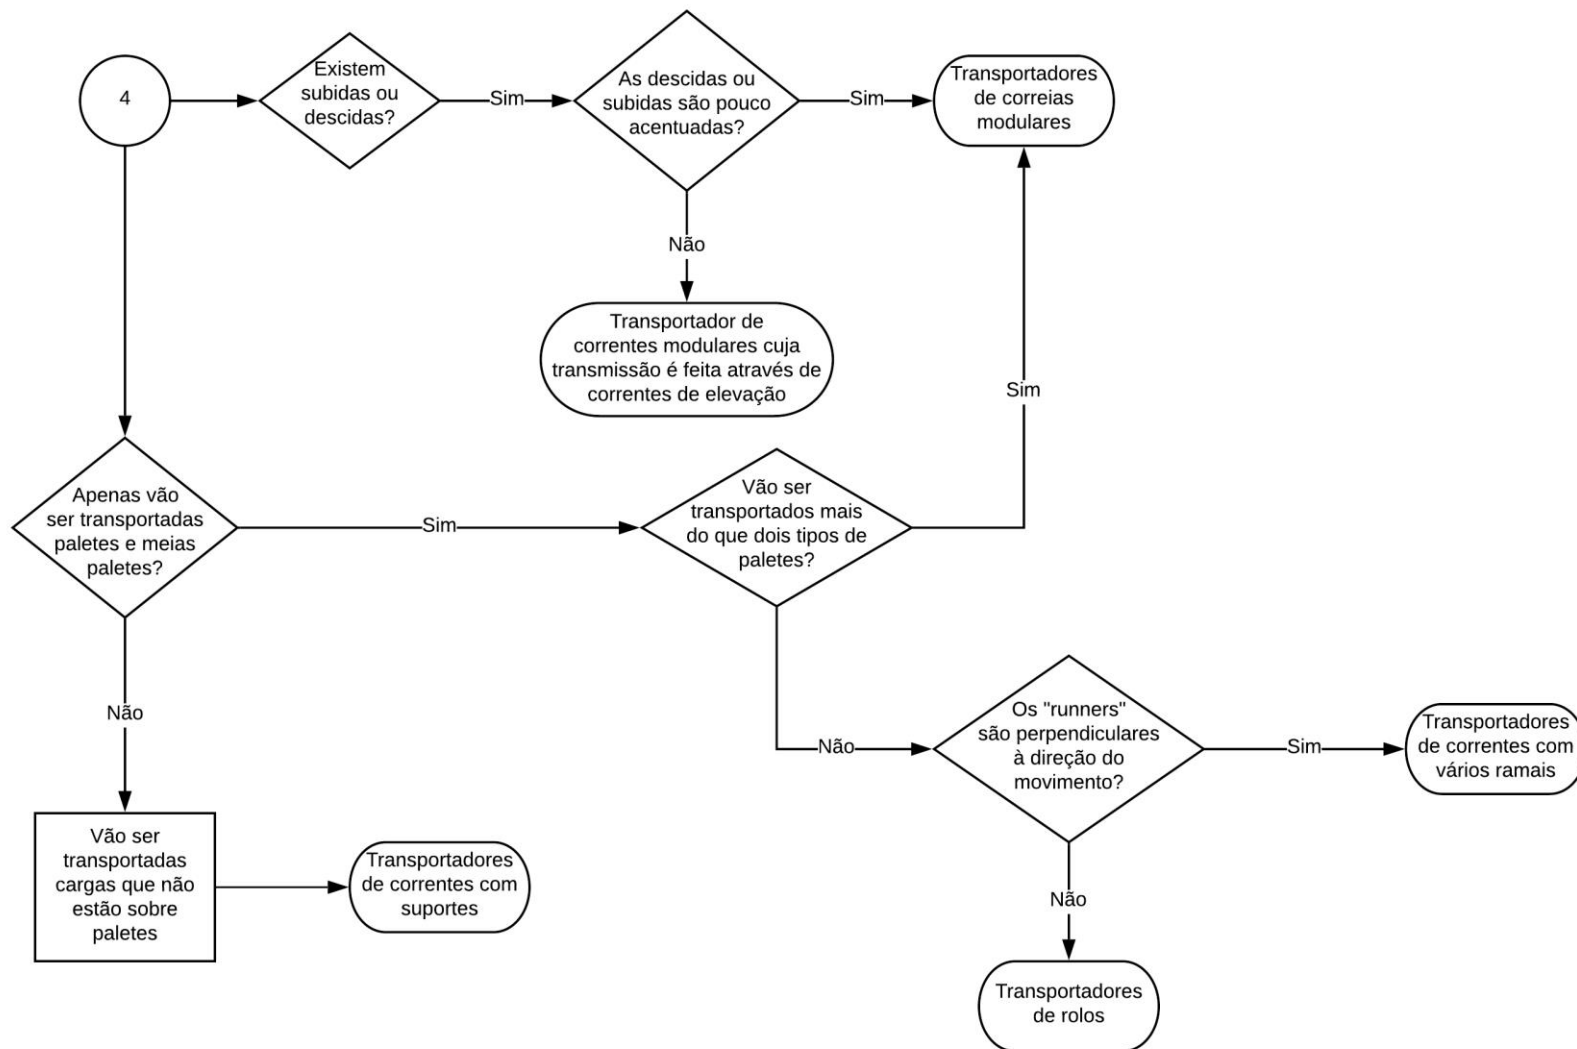 4
Existem
subidas ou
descidas?
Sim
As descidas ou
subidas são pouco
acentuadas?
Sim
Transportadores
de correias
modulares
Não
Transportador de
correntes modulares cuja
transmissão é feita através de
correntes de elevação
Sim
Apenas vão
ser transportadas
paletes e meias
paletes?
Sim
Vão ser
transportados mais
do que dois tipos de
paletes?
Não
Não
Os "runners"
são perpendiculares
à direção do
movimento?
Sim
Transportadores
de correntes com
vários ramais
Vão ser
transportadas
cargas que não
estão sobre
paletes
Transportadores
de correntes com
suportes
Não
Transportadores
de rolos